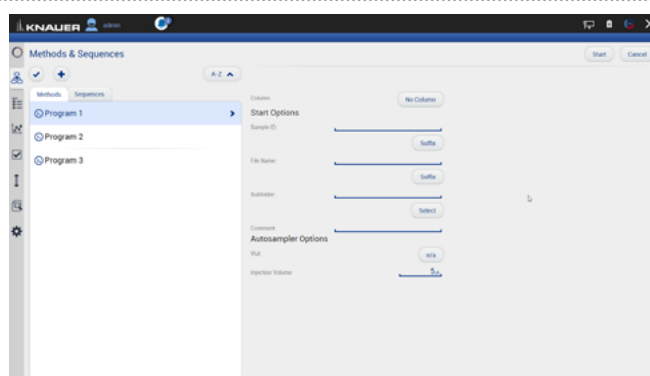 KNAUER admin
Methods & Sequences
Start Cancel
A-Z
Methods Sequences
Program 1
Program 2
Program 3
Column No Column
Start Options
Sample ID
Suffix
File Name
Suffix
Subfolder
Select
Comment
Autosampler Options
Vial n/a
Injection Volume 5